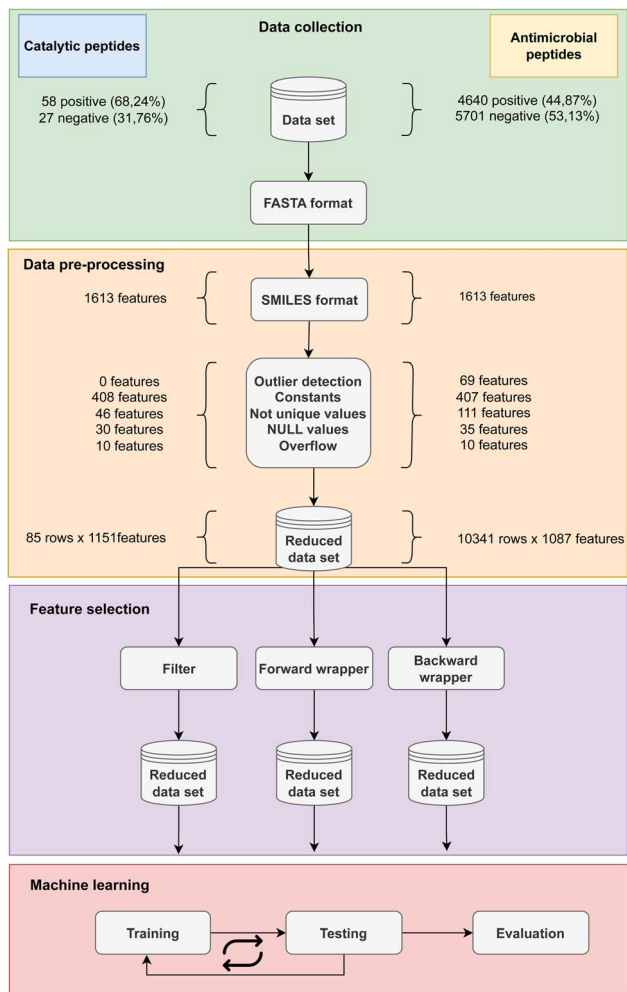 Data collection
Catalytic peptides
Antimicrobial
peptides
58 positive (68,24%)
27 negative (31,76%)
Data set
4640 positive (44,87%)
5701 negative (53,13%)
FASTA format
Data pre-processing
1613 features
SMILES format
1613 features
0 features
408 features
46 features
30 features
10 features
Outlier detection
Constants
Not unique values
NULL values
Overflow
69 features
407 features
111 features
35 features
10 features
85 rows x 1151features
Reduced
data set
10341 rows x 1087 features
Feature selection
Filter
Forward wrapper
Backward
wrapper
Reduced
data set
Reduced
data set
Reduced
data set
Machine learning
Training
Testing
Evaluation